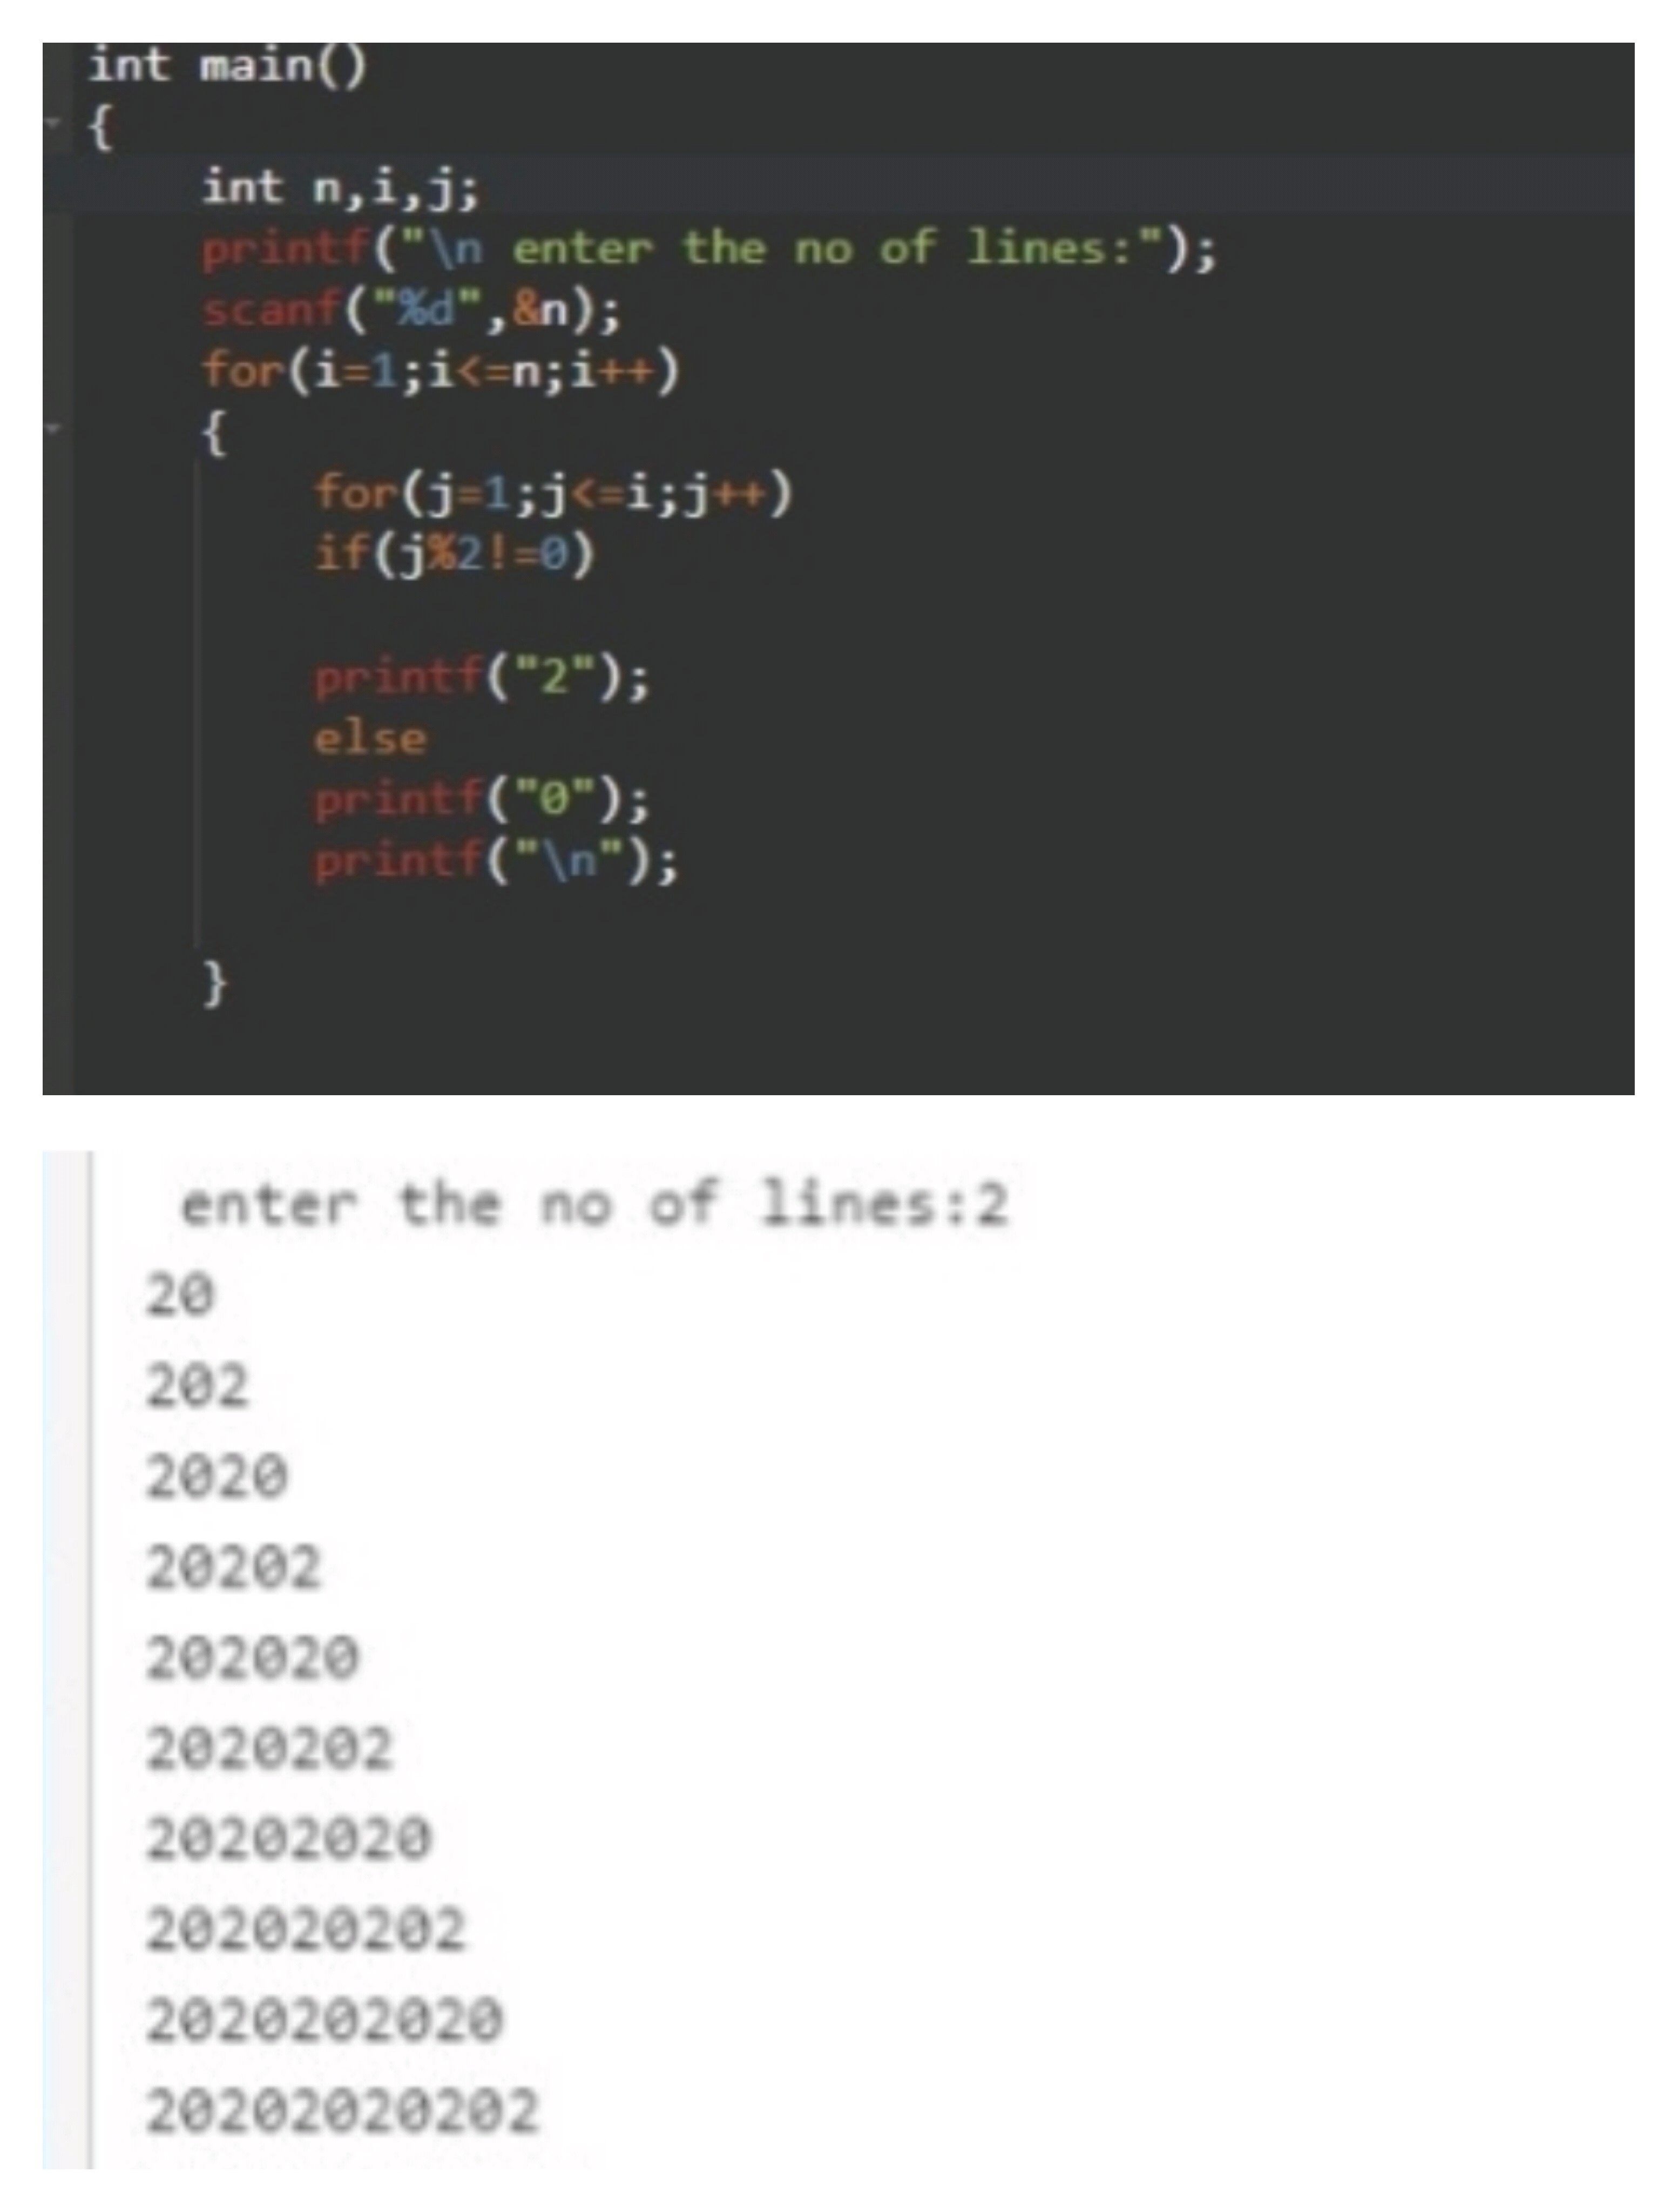 int main()
{
int n,i,j;
printf("\n enter the no of lines:");
scanf("%d",&n);
for(i=1;i<=n;i++)
{
for(j=1;j<=i;j++)
if(j%2!=0)
printf("2");
else
printf("0");
printf("\n");
}
enter the no of lines:2
20
202
2020
20202
202020
2020202
20202020
202020202
2020202020
20202020202